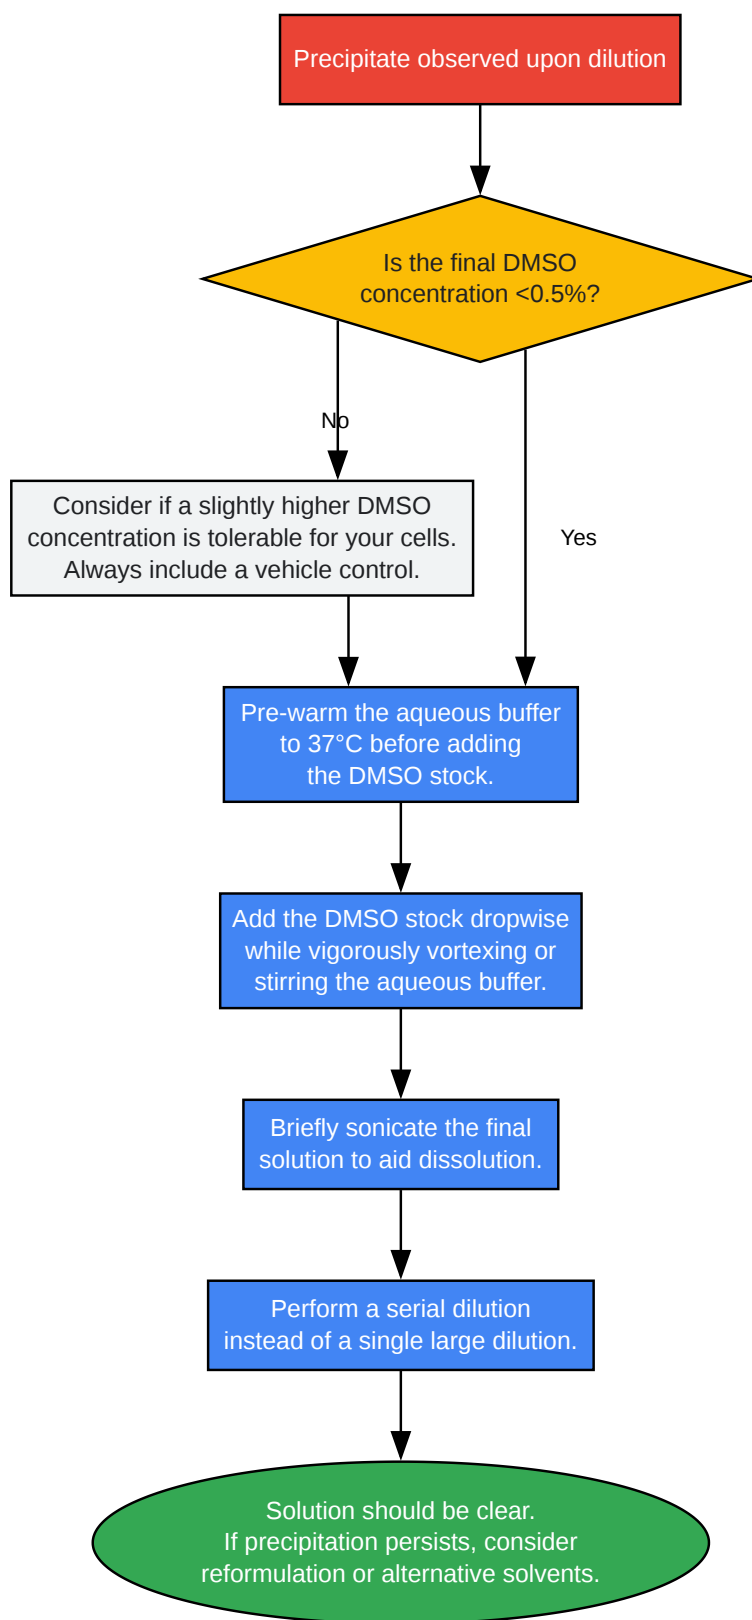 Precipitate observed upon dilution
Is the final DMSO
concentration <0.5%?
No
Consider if a slightly higher DMSO
concentration is tolerable for your cells.
Always include a vehicle control.
Yes
Pre-warm the aqueous buffer
to 37°C before adding
the DMSO stock.
Add the DMSO stock dropwise
while vigorously vortexing or
stirring the aqueous buffer.
Briefly sonicate the final
solution to aid dissolution.
Perform a serial dilution
instead of a single large dilution.
Solution should be clear.
If precipitation persists, consider
reformulation or alternative solvents.